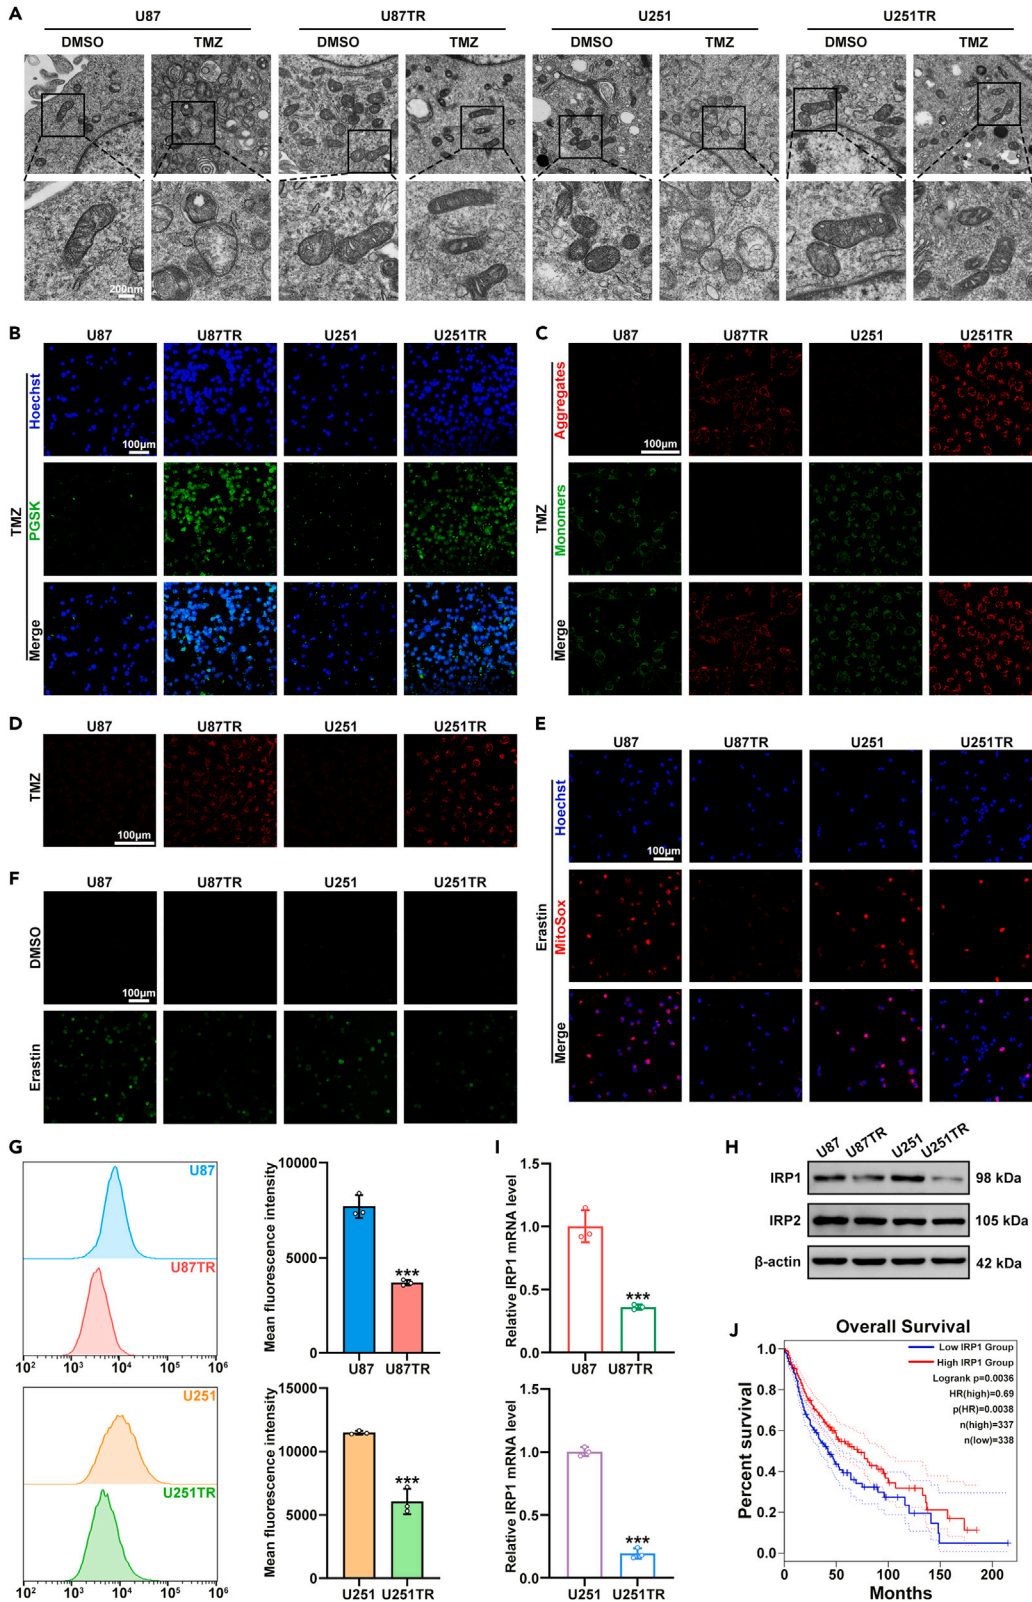 A
U87 U87TR U251 U251TR
DMSO TMZ DMSO TMZ DMSO TMZ DMSO TMZ
200nm
B
U87 U87TR U251 U251TR
TMZ
Hoechst
100μm
PGSK
Merge
C
U87 U87TR U251 U251TR
TMZ
Aggregates
100μm
Monomers
Merge
D
U87 U87TR U251 U251TR
TMZ
100μm
E
U87 U87TR U251 U251TR
Erastin
Hoechst
100μm
MitoSox
Merge
F
U87 U87TR U251 U251TR
DMSO
100μm
Erastin
G
U87
U87TR
10² 10³ 10⁴ 10⁵ 10⁶
U251
U251TR
10² 10³ 10⁴ 10⁵ 10⁶
Mean fluorescence intensity
10000
5000
0
***
U87 U87TR
Mean fluorescence intensity
15000
10000
5000
0
***
U251 U251TR
I
Relative IRP1 mRNA level
1.5
1.0
0.5
0.0
***
U87 U87TR
Relative IRP1 mRNA level
1.5
1.0
0.5
0.0
***
U251 U251TR
H
U87 U87TR U251 U251TR
IRP1 98 kDa
IRP2 105 kDa
β-actin 42 kDa
J
Overall Survival
Low IRP1 Group
High IRP1 Group
Logrank p=0.0036
HR(high)=0.69
p(HR)=0.0038
n(high)=337
n(low)=338
Percent survival
1.0
0.8
0.6
0.4
0.2
0.0
0 50 100 150 200
Months